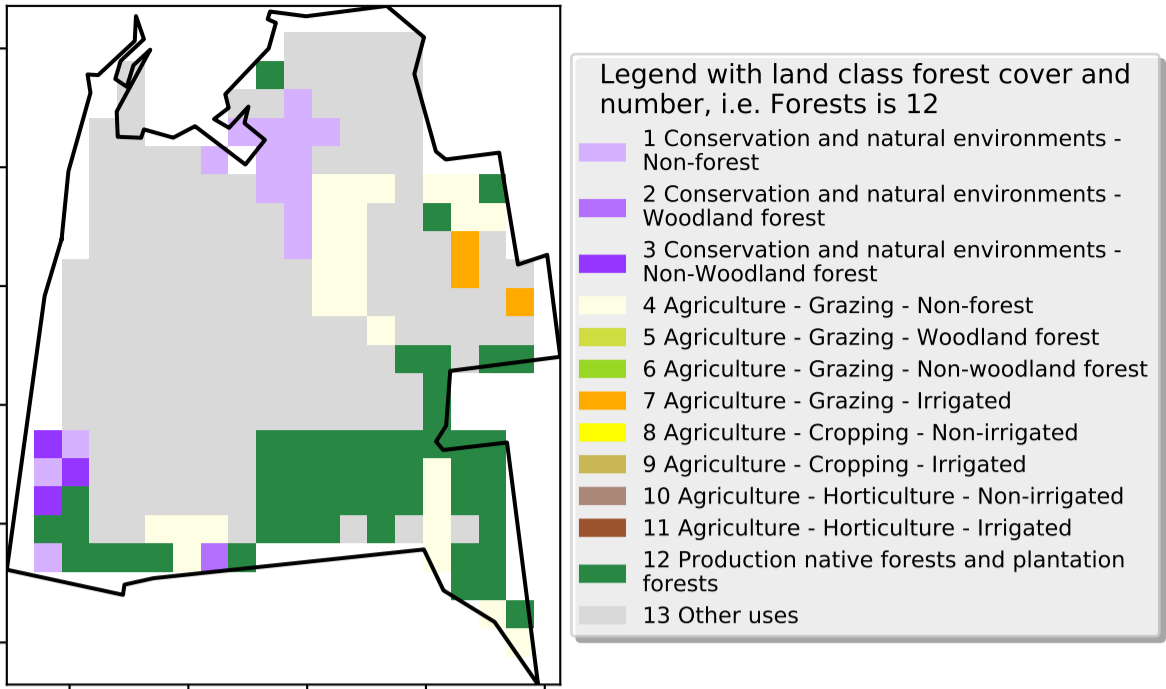 Legend with land class forest cover and
number, i.e. Forests is 12
1 Conservation and natural environments -
Non-forest
2 Conservation and natural environments -
Woodland forest
3 Conservation and natural environments -
Non-Woodland forest
4 Agriculture - Grazing - Non-forest
5 Agriculture - Grazing - Woodland forest
6 Agriculture - Grazing - Non-woodland forest
7 Agriculture - Grazing - Irrigated
8 Agriculture - Cropping - Non-irrigated
9 Agriculture - Cropping - Irrigated
10 Agriculture - Horticulture - Non-irrigated
11 Agriculture - Horticulture - Irrigated
12 Production native forests and plantation
forests
13 Other uses